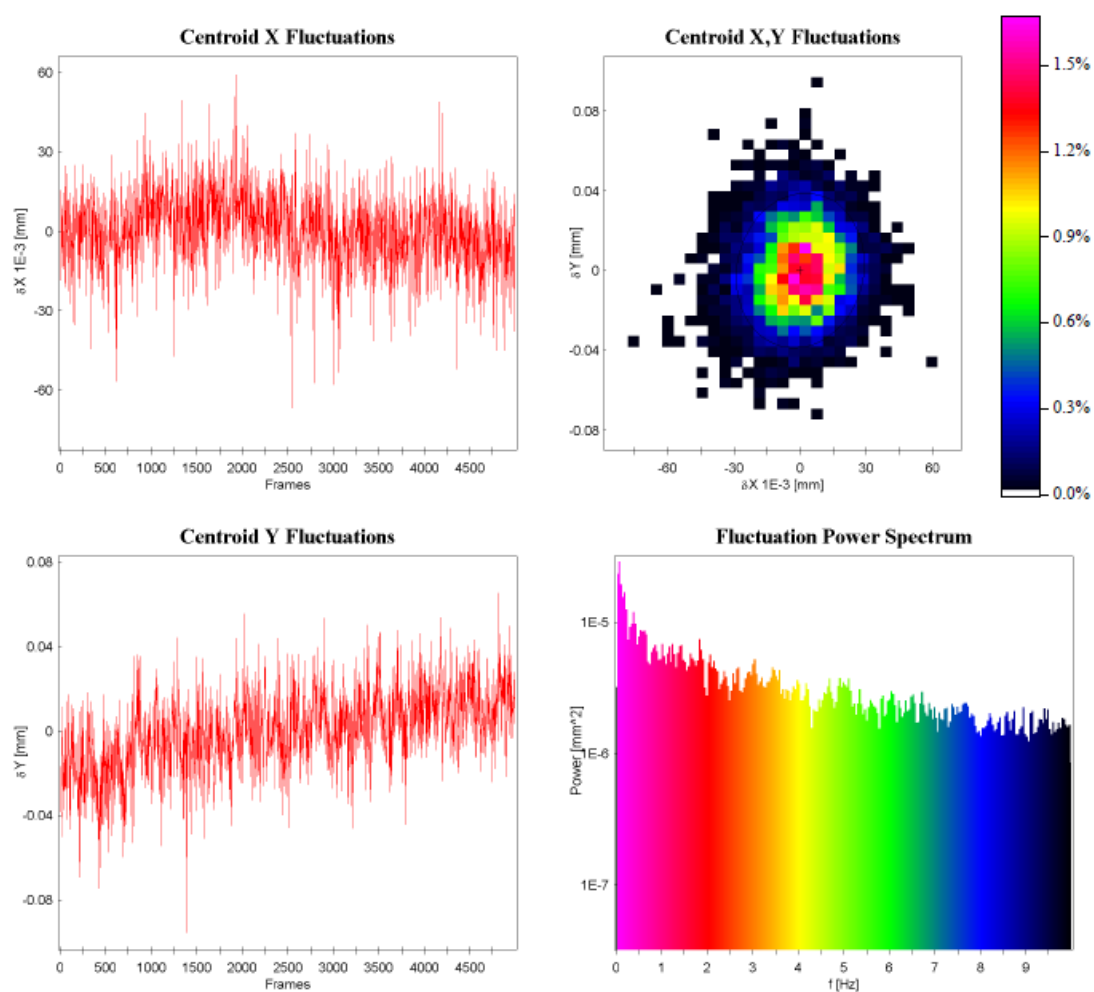 Centroid X Fluctuations
60
30
0
-30
-60
δX 1E-3 [mm]
0 500 1000 1500 2000 2500 3000 3500 4000 4500
Frames
Centroid X,Y Fluctuations
0.08
0.04
0
-0.04
-0.08
δY [mm]
-60 -30 0 30 60
δX 1E-3 [mm]
1.5%
1.2%
0.9%
0.6%
0.3%
0.0%
Centroid Y Fluctuations
0.08
0.04
0
-0.04
-0.08
δY [mm]
0 500 1000 1500 2000 2500 3000 3500 4000 4500
Frames
Fluctuation Power Spectrum
1E-5
1E-6
1E-7
Power [mm^2]
0 1 2 3 4 5 6 7 8 9
f [Hz]